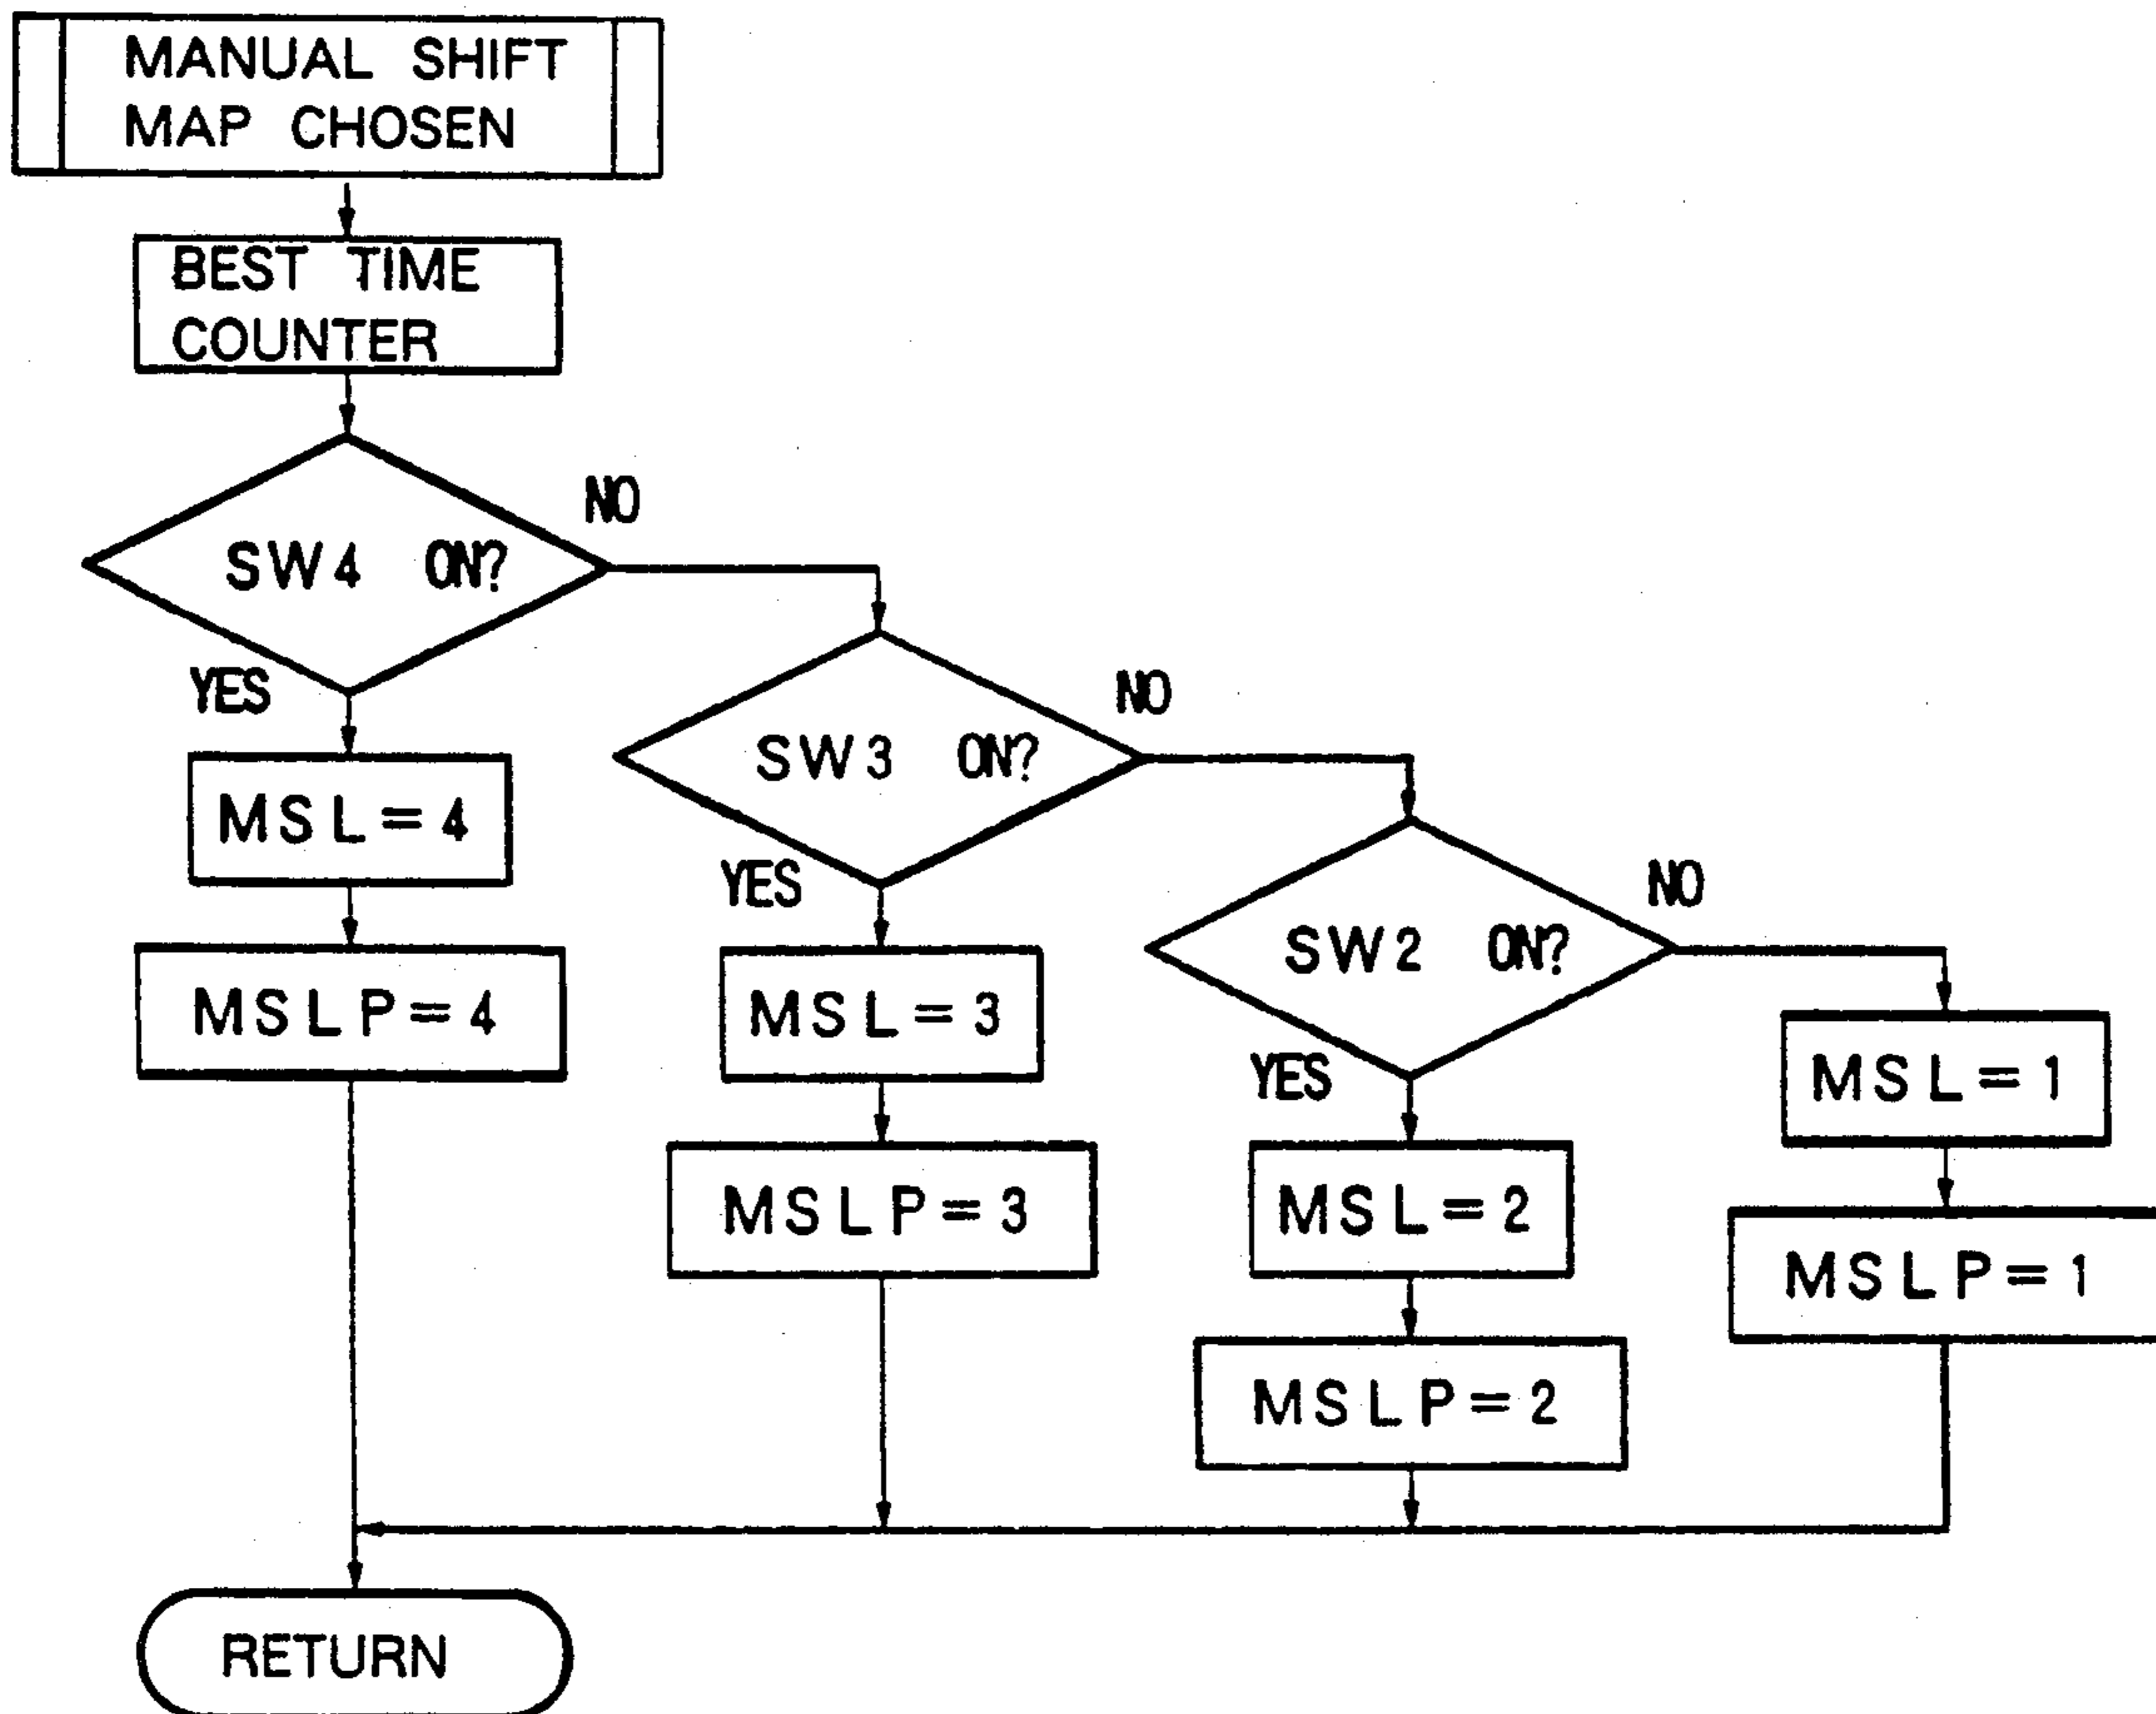 MANUAL SHIFT
MAP CHOSEN
BEST TIME
COUNTER
SW4 ON?
NO
YES
MSL=4
MSLP=4
SW3 ON?
NO
YES
MSL=3
MSLP=3
SW2 ON?
NO
YES
MSL=2
MSLP=2
MSL=1
MSLP=1
RETURN